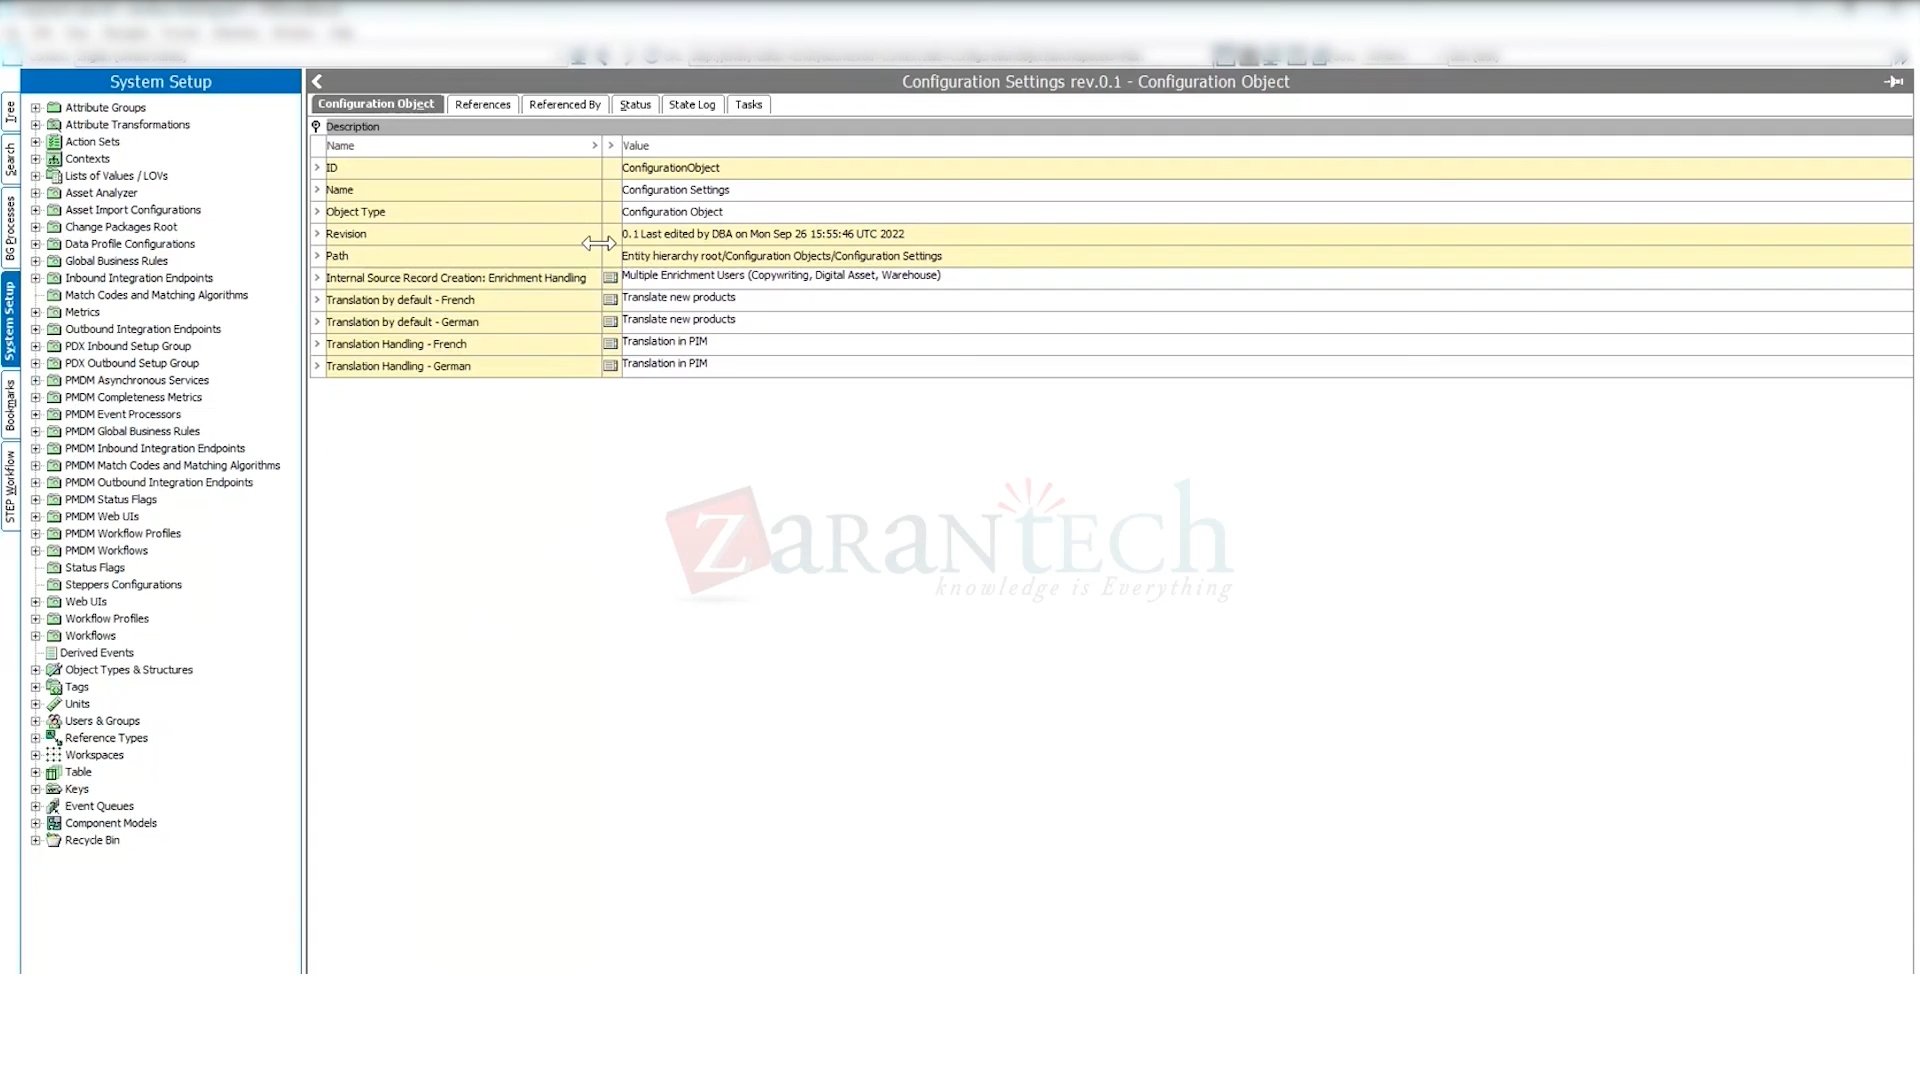 System Setup
Configuration Settings rev.0.1 - Configuration Object
Tree
Search
BG Processes
System Setup
Bookmarks
STEP Workflow
Attribute Groups
Attribute Transformations
Action Sets
Contexts
Lists of Values / LOVs
Asset Analyzer
Asset Import Configurations
Change Packages Root
Data Profile Configurations
Global Business Rules
Inbound Integration Endpoints
Match Codes and Matching Algorithms
Metrics
Outbound Integration Endpoints
PDX Inbound Setup Group
PDX Outbound Setup Group
PMDM Asynchronous Services
PMDM Completeness Metrics
PMDM Event Processors
PMDM Global Business Rules
PMDM Inbound Integration Endpoints
PMDM Match Codes and Matching Algorithms
PMDM Outbound Integration Endpoints
PMDM Status Flags
PMDM Web UIs
PMDM Workflow Profiles
PMDM Workflows
Status Flags
Steppers Configurations
Web UIs
Workflow Profiles
Workflows
Derived Events
Object Types & Structures
Tags
Units
Users & Groups
Reference Types
Workspaces
Table
Keys
Event Queues
Component Models
Recycle Bin
Configuration Object References Referenced By Status State Log Tasks
Description
Name > > Value
> ID ConfigurationObject
> Name Configuration Settings
> Object Type Configuration Object
> Revision 0.1 Last edited by DBA on Mon Sep 26 15:55:46 UTC 2022
> Path Entity hierarchy root/Configuration Objects/Configuration Settings
> Internal Source Record Creation: Enrichment Handling Multiple Enrichment Users (Copywriting, Digital Asset, Warehouse)
> Translation by default - French Translate new products
> Translation by default - German Translate new products
> Translation Handling - French Translation in PIM
> Translation Handling - German Translation in PIM
ZaranTech
knowledge is Everything